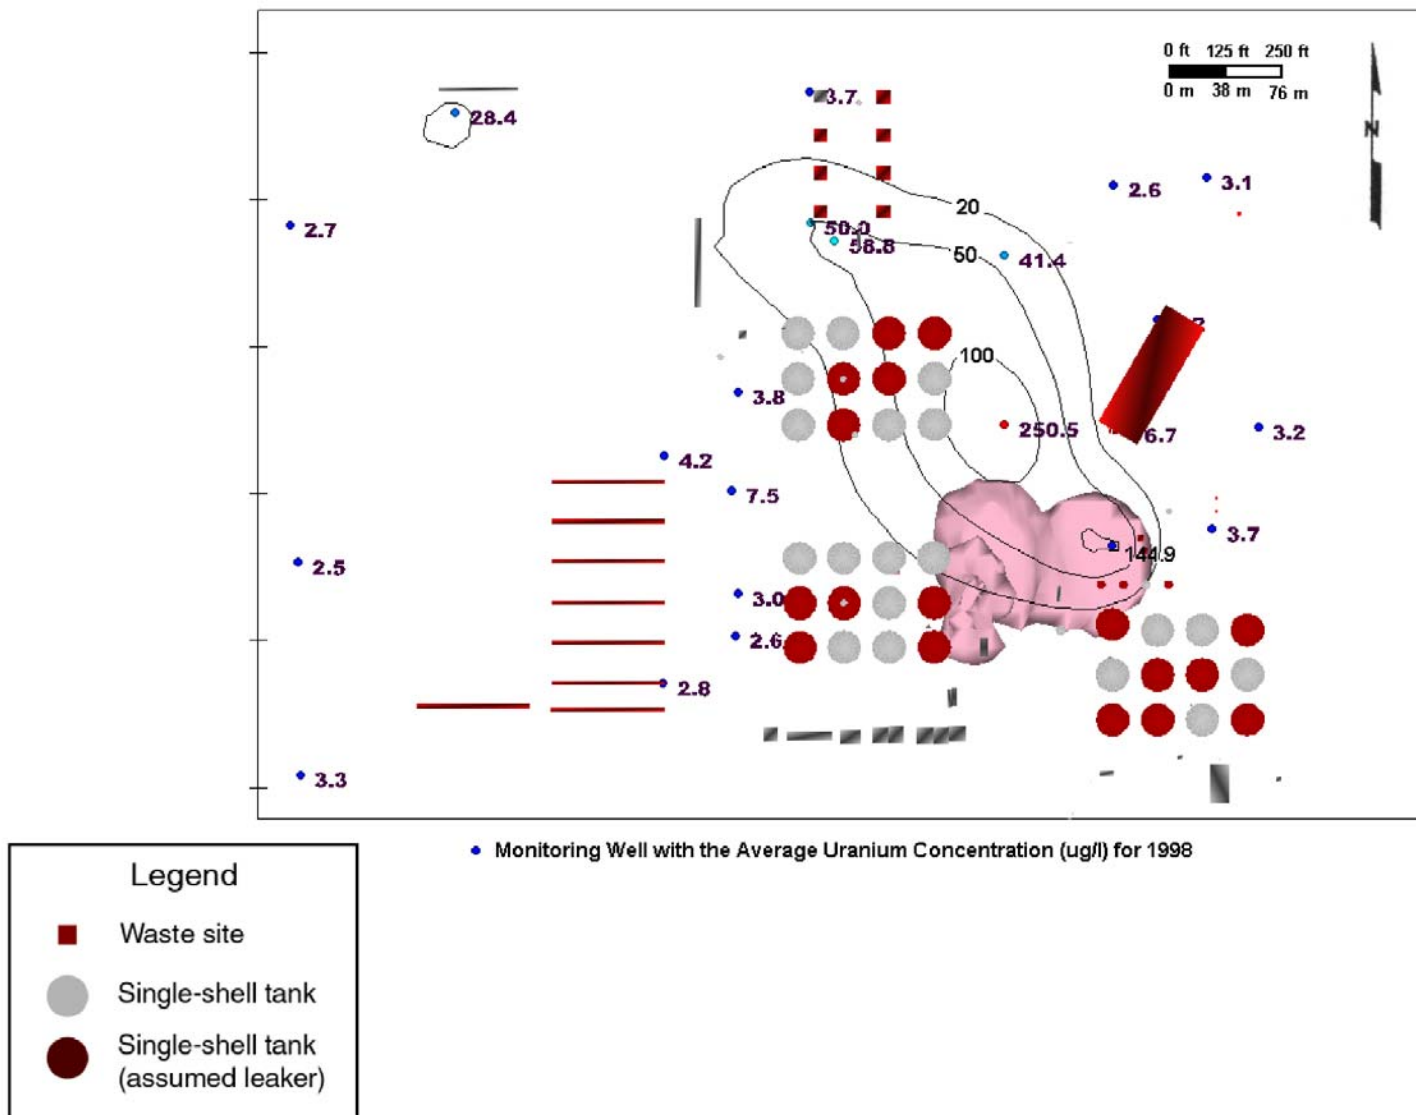 0 ft 125 ft 250 ft
0 m 38 m 76 m
N
28.4
3.7
2.6
3.1
20
2.7
50.0
58.8
50
41.4
100
3.8
250.5
6.7
3.2
4.2
7.5
3.7
144.9
2.5
3.0
2.6
2.8
3.3
Monitoring Well with the Average Uranium Concentration (ug/l) for 1998
Legend
Waste site
Single-shell tank
Single-shell tank
(assumed leaker)